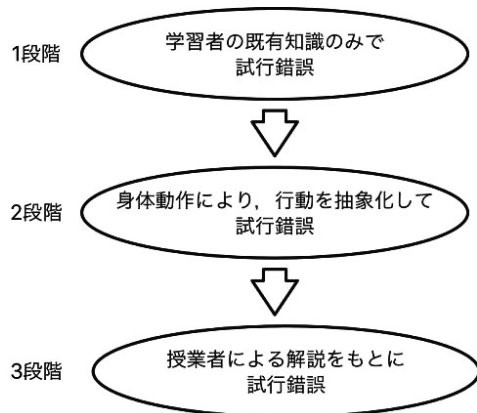 1段階
学習者の既有知識のみで
試行錯誤
2段階
身体動作により，行動を抽象化して
試行錯誤
3段階
授業者による解説をもとに
試行錯誤